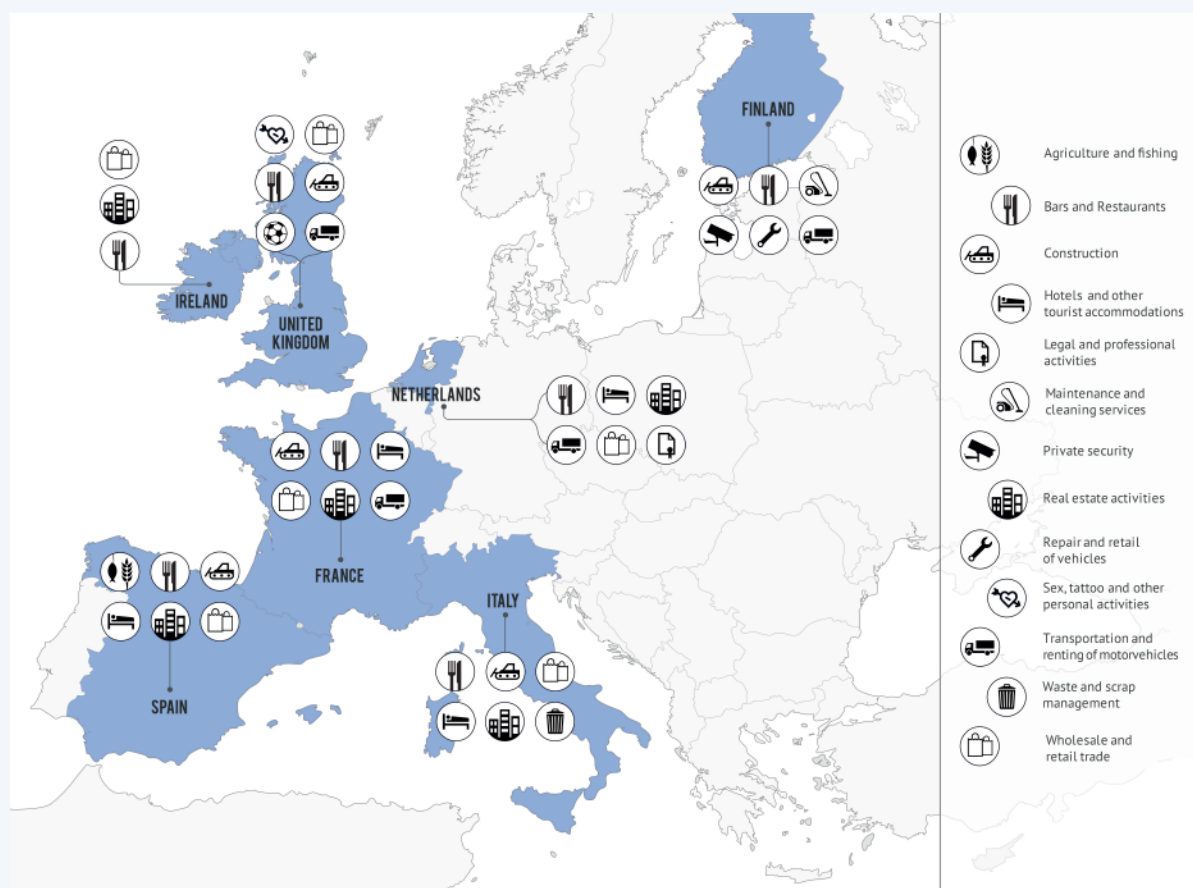 FINLAND
IRELAND
UNITED
KINGDOM
NETHERLANDS
FRANCE
ITALY
SPAIN
Agriculture and fishing
Bars and Restaurants
Construction
Hotels and other
tourist accommodations
Legal and professional
activities
Maintenance and
cleaning services
Private security
Real estate activities
Repair and retail
of vehicles
Sex, tattoo and other
personal activities
Transportation and
renting of motorvehicles
Waste and scrap
management
Wholesale and
retail trade